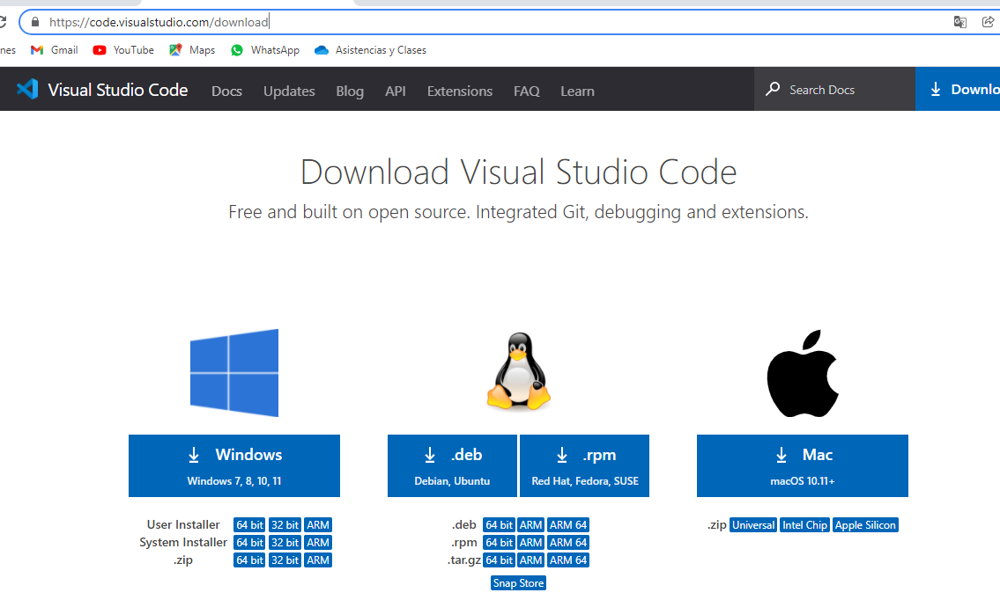 https://code.visualstudio.com/download
nes Gmail YouTube Maps WhatsApp Asistencias y Clases
Visual Studio Code Docs Updates Blog API Extensions FAQ Learn Search Docs Downlo
Download Visual Studio Code
Free and built on open source. Integrated Git, debugging and extensions.
Windows
Windows 7, 8, 10, 11
User Installer 64 bit 32 bit ARM
System Installer 64 bit 32 bit ARM
.zip 64 bit 32 bit ARM
.deb
Debian, Ubuntu
.rpm
Red Hat, Fedora, SUSE
.deb 64 bit ARM ARM 64
.rpm 64 bit ARM ARM 64
.tar.gz 64 bit ARM ARM 64
Snap Store
Mac
macOS 10.11+
.zip Universal Intel Chip Apple Silicon